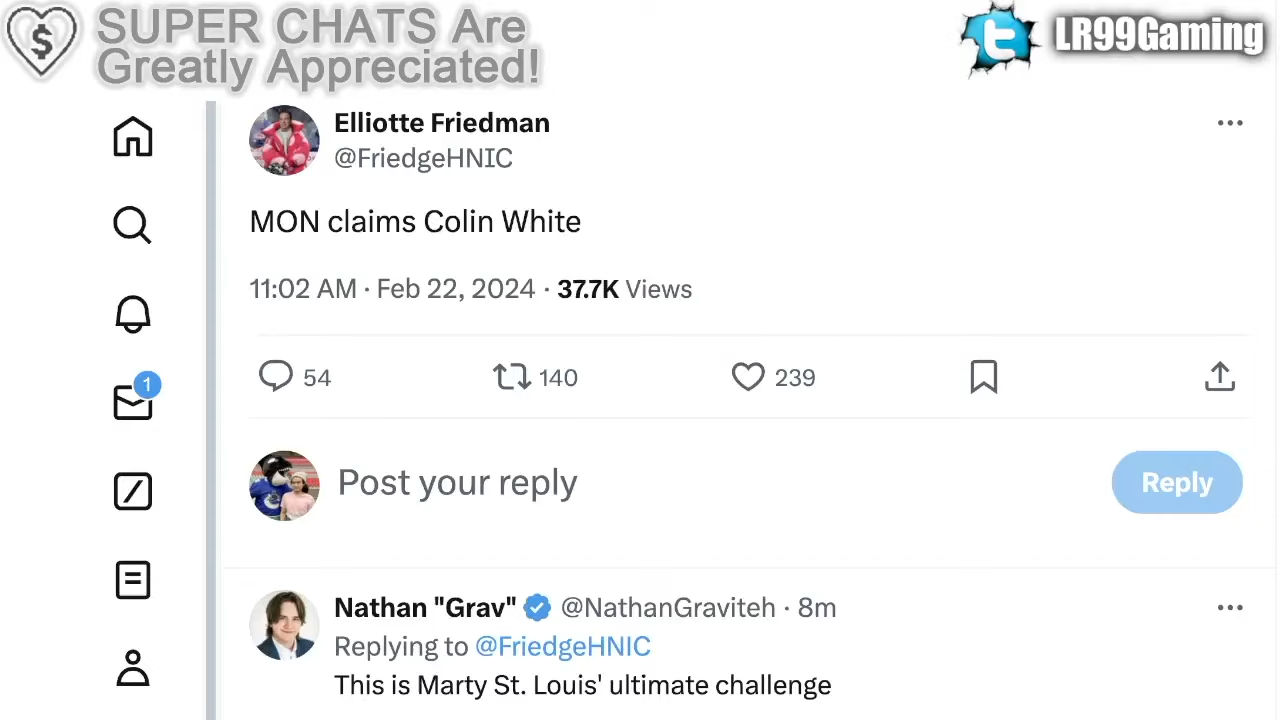 SUPER CHATS Are
Greatly Appreciated!
LR99Gaming
Elliotte Friedman
@FriedgeHNIC
MON claims Colin White
11:02 AM · Feb 22, 2024 · 37.7K Views
54 140 239
1
Post your reply
Reply
Nathan "Grav" @NathanGraviteh · 8m
Replying to @FriedgeHNIC
This is Marty St. Louis' ultimate challenge